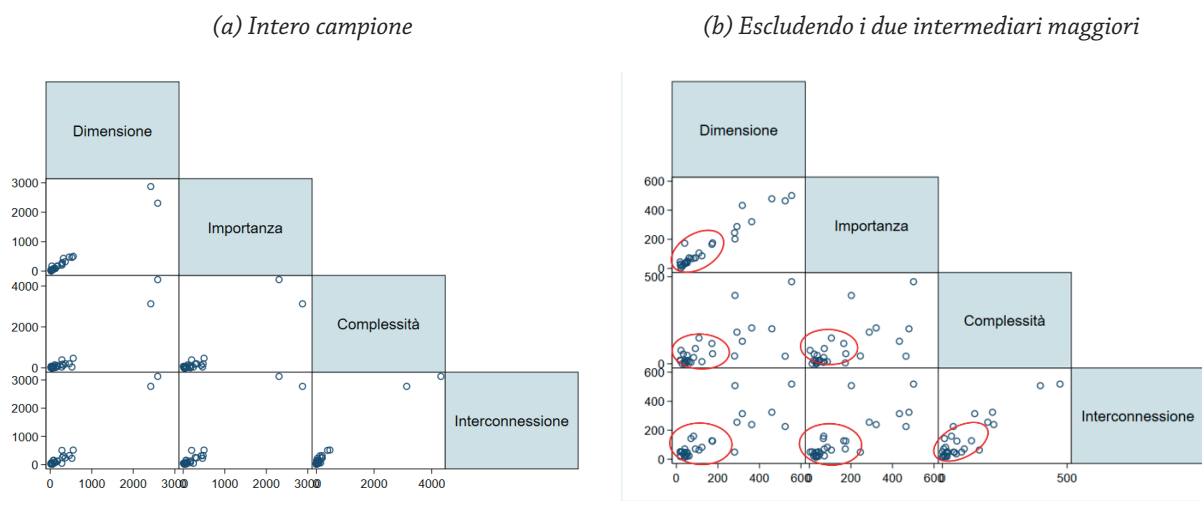 (a) Intero campione
(b) Escludendo i due intermediari maggiori
Dimensione
3000
2000
1000
0
Importanza
4000
2000
0
Complessità
3000
2000
1000
0
Interconnessione
0 1000 2000 3000
0 1000 2000 3000
0 2000 4000
Dimensione
600
400
200
0
Importanza
500
0
Complessità
600
400
200
0
Interconnessione
0 200 400 600
0 200 400 600
0 500